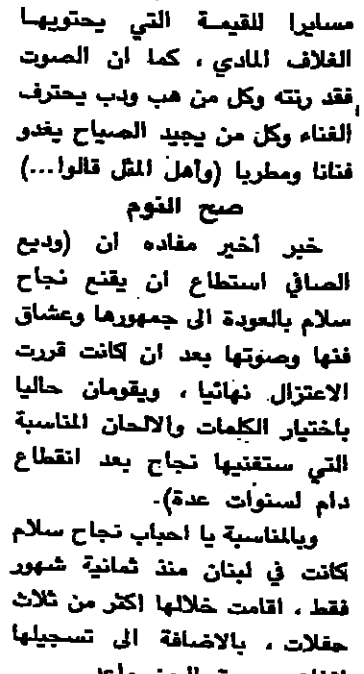 مسايرا للقيمة التي يحتويها
الغلاف المادي ، كما ان الصوت
فقد رنته وكل من هب ودب يحترف
الغناء وكل من يجيد الصياح يغدو
فنانا ومطربا (وأهل المثل قالوا...)
صبح النوم
خبر أخير مفاده ان (وديع
الصافي استطاع ان يقنع نجاح
سلام بالعودة الى جمهورها وعشاق
فنها وصوتها بعد ان كانت قررت
الاعتزال نهائيا ، ويقومان حاليا
باختيار الكلمات والالحان المناسبة
التي ستغنيها نجاح بعد انقطاع
دام لسنوات عدة).
وبالمناسبة يا احباب نجاح سلام
كانت في لبنان منذ ثمانية شهور
فقط ، اقامت خلالها اكثر من ثلاث
حفلات ، بالاضافة الى تسجيلها